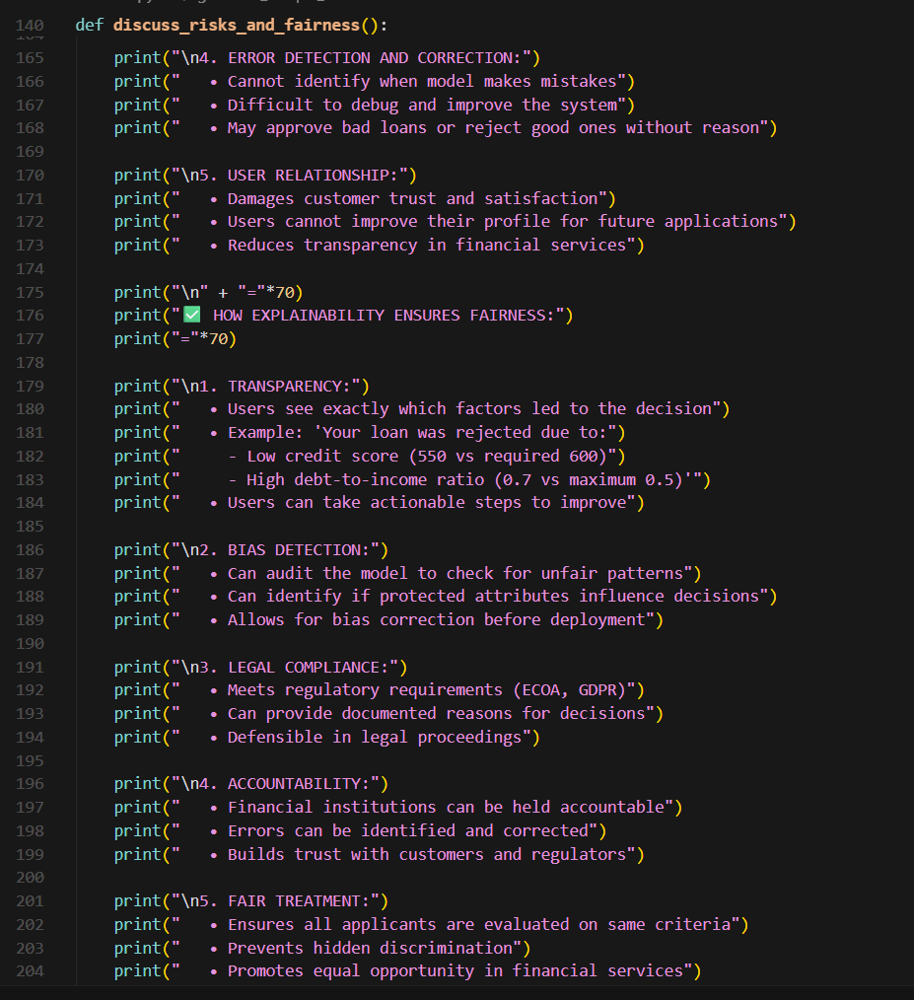 140 def discuss_risks_and_fairness():
165 print("\n4. ERROR DETECTION AND CORRECTION:")
166 print("   • Cannot identify when model makes mistakes")
167 print("   • Difficult to debug and improve the system")
168 print("   • May approve bad loans or reject good ones without reason")
169
170 print("\n5. USER RELATIONSHIP:")
171 print("   • Damages customer trust and satisfaction")
172 print("   • Users cannot improve their profile for future applications")
173 print("   • Reduces transparency in financial services")
174
175 print("\n" + "="*70)
176 print("✅ HOW EXPLAINABILITY ENSURES FAIRNESS:")
177 print("="*70)
178
179 print("\n1. TRANSPARENCY:")
180 print("   • Users see exactly which factors led to the decision")
181 print("   • Example: 'Your loan was rejected due to:")
182 print("     - Low credit score (550 vs required 600)")
183 print("     - High debt-to-income ratio (0.7 vs maximum 0.5)'")
184 print("   • Users can take actionable steps to improve")
185
186 print("\n2. BIAS DETECTION:")
187 print("   • Can audit the model to check for unfair patterns")
188 print("   • Can identify if protected attributes influence decisions")
189 print("   • Allows for bias correction before deployment")
190
191 print("\n3. LEGAL COMPLIANCE:")
192 print("   • Meets regulatory requirements (ECOA, GDPR)")
193 print("   • Can provide documented reasons for decisions")
194 print("   • Defensible in legal proceedings")
195
196 print("\n4. ACCOUNTABILITY:")
197 print("   • Financial institutions can be held accountable")
198 print("   • Errors can be identified and corrected")
199 print("   • Builds trust with customers and regulators")
200
201 print("\n5. FAIR TREATMENT:")
202 print("   • Ensures all applicants are evaluated on same criteria")
203 print("   • Prevents hidden discrimination")
204 print("   • Promotes equal opportunity in financial services")